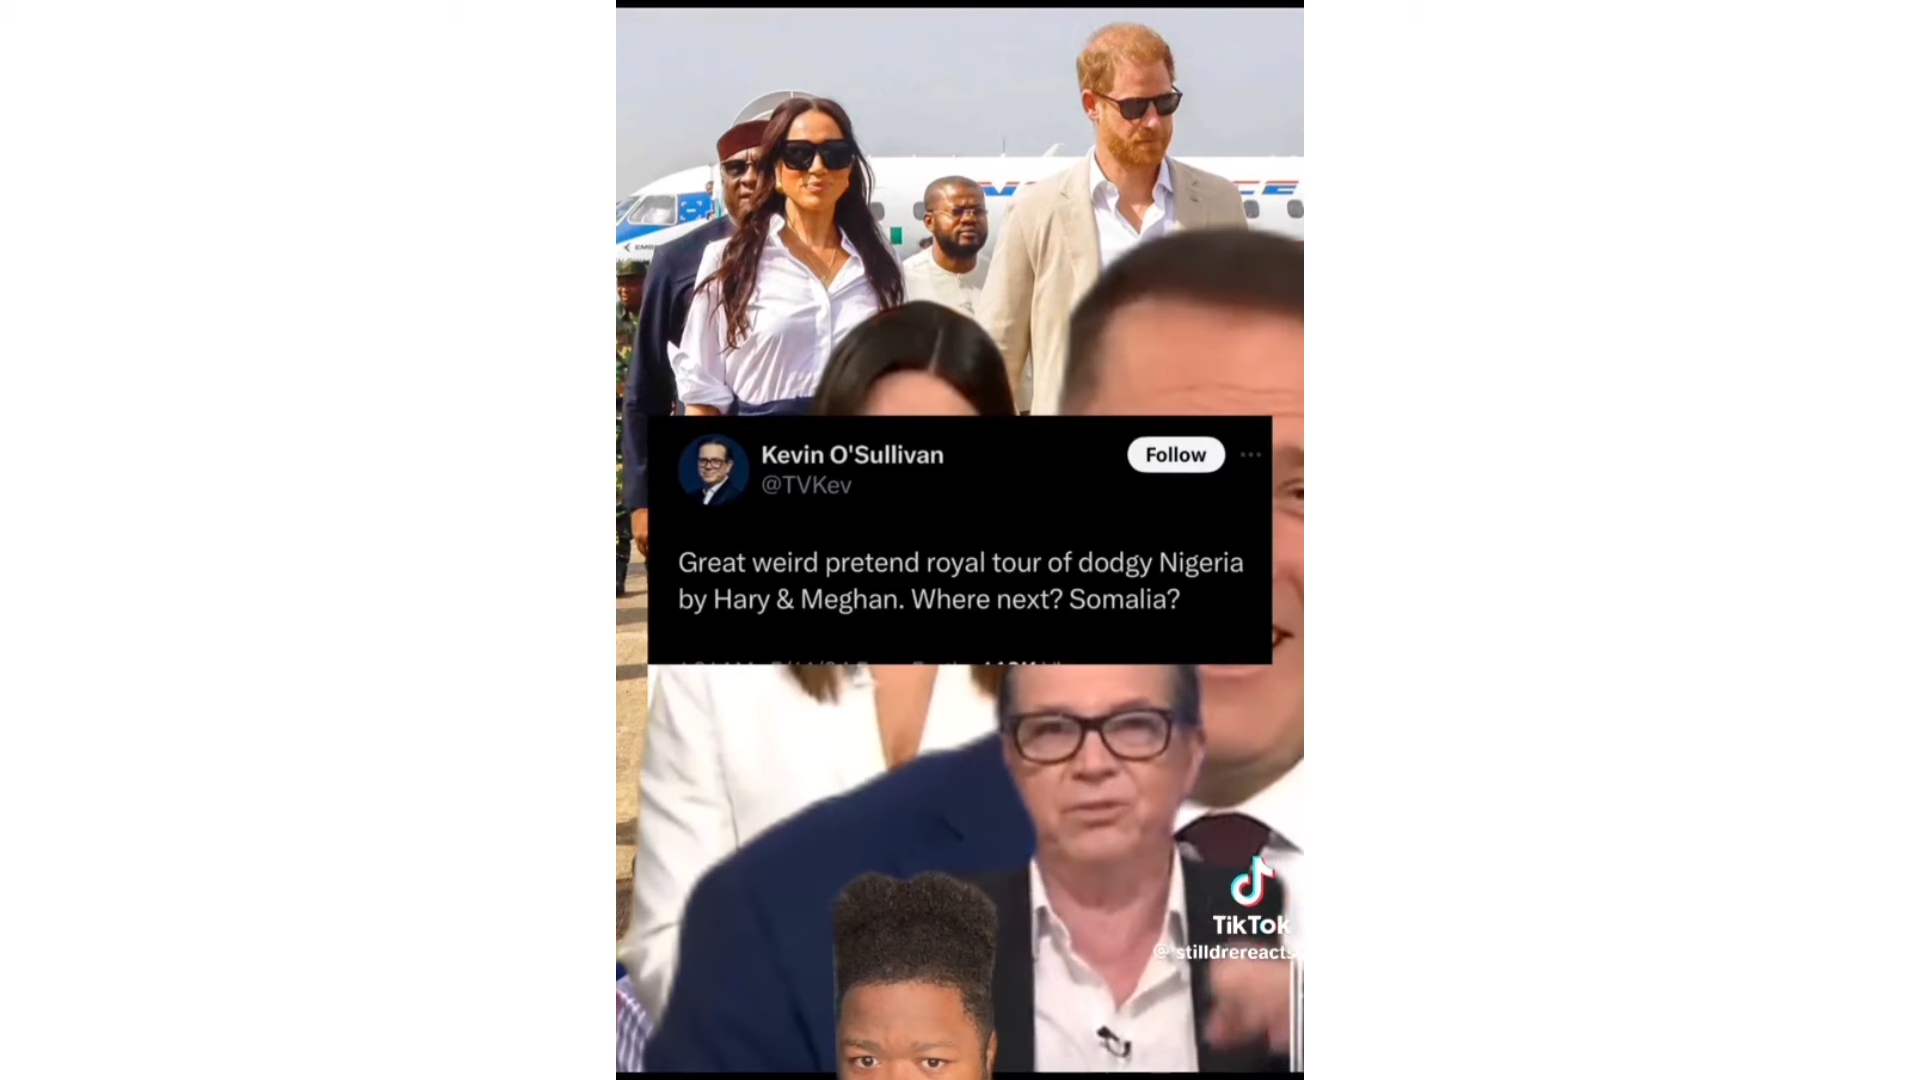 EMB
Kevin O'Sullivan
Follow
@TVKev
Great weird pretend royal tour of dodgy Nigeria
by Hary & Meghan. Where next? Somalia?
TikTok
@stilldrereacts